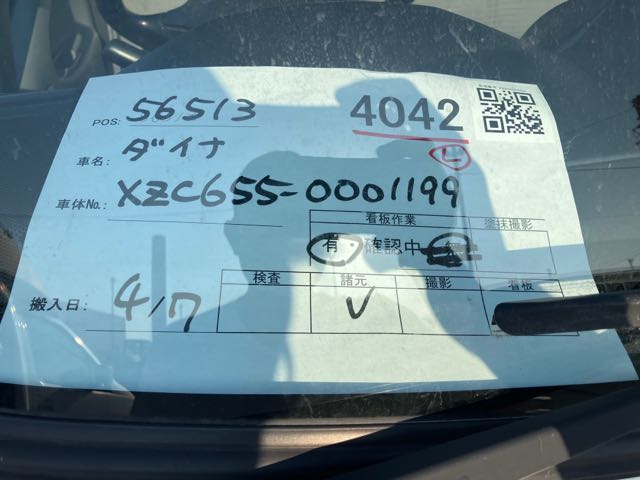 POS: 56513 4042
車名: ダイナ
車体No.: XZC655-0001199
看板作業 塗抹撮影
有・確認中
検査 諸元 撮影 看板
搬入日: 4/7 V